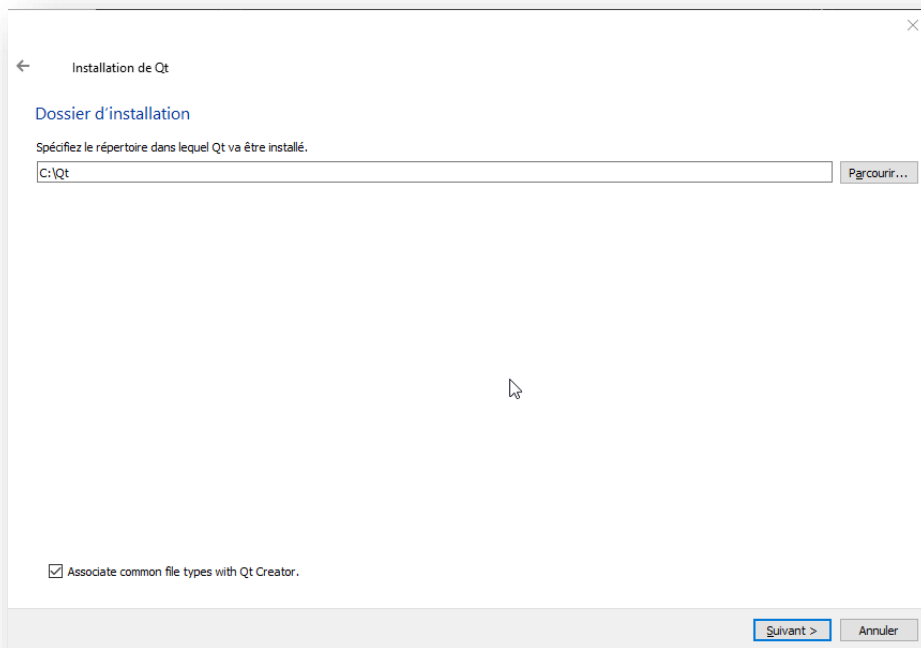 Installation de Qt
Dossier d’installation
Spécifiez le répertoire dans lequel Qt va être installé.
C:\Qt
Parcourir...
Associate common file types with Qt Creator.
Suivant >
Annuler